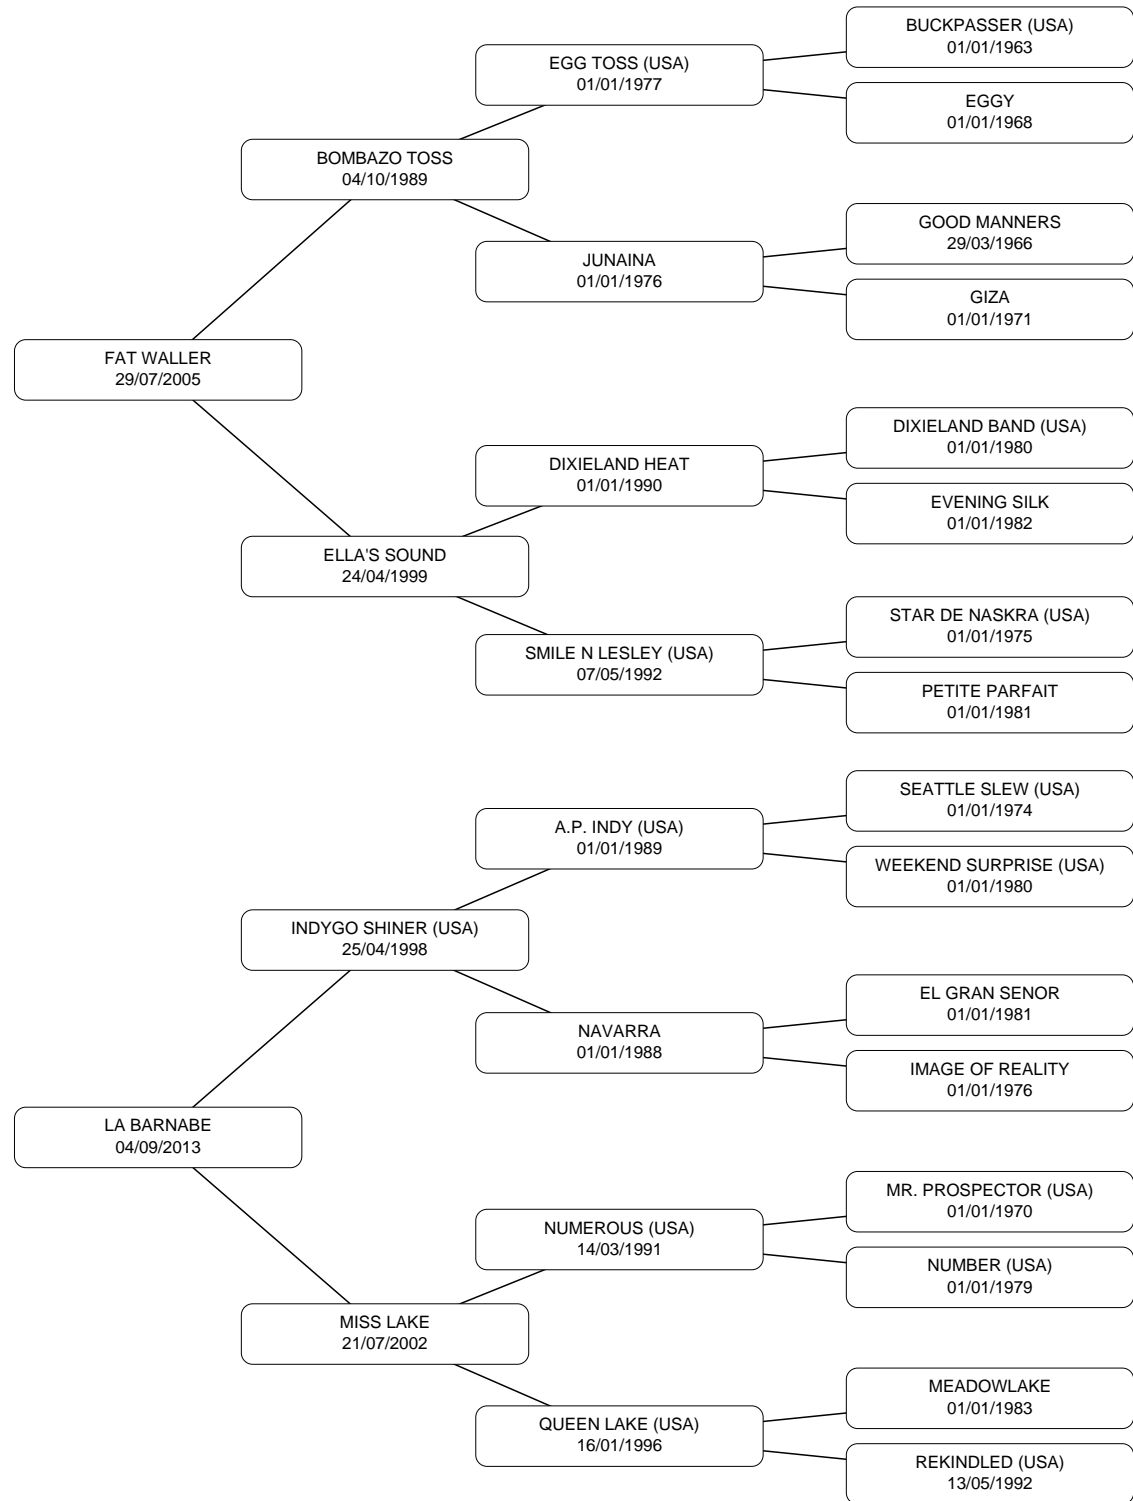 BUCKPASSER (USA)
01/01/1963
EGG TOSS (USA)
01/01/1977
EGGY
01/01/1968
BOMBAZO TOSS
04/10/1989
GOOD MANNERS
29/03/1966
JUNAINA
01/01/1976
GIZA
01/01/1971
FAT WALLER
29/07/2005
DIXIELAND BAND (USA)
01/01/1980
DIXIELAND HEAT
01/01/1990
EVENING SILK
01/01/1982
ELLA'S SOUND
24/04/1999
STAR DE NASKRA (USA)
01/01/1975
SMILE N LESLEY (USA)
07/05/1992
PETITE PARFAIT
01/01/1981
SEATTLE SLEW (USA)
01/01/1974
A.P. INDY (USA)
01/01/1989
WEEKEND SURPRISE (USA)
01/01/1980
INDYGO SHINER (USA)
25/04/1998
EL GRAN SENOR
01/01/1981
NAVARRA
01/01/1988
IMAGE OF REALITY
01/01/1976
LA BARNABE
04/09/2013
MR. PROSPECTOR (USA)
01/01/1970
NUMEROUS (USA)
14/03/1991
NUMBER (USA)
01/01/1979
MISS LAKE
21/07/2002
MEADOWLAKE
01/01/1983
QUEEN LAKE (USA)
16/01/1996
REKINDLED (USA)
13/05/1992